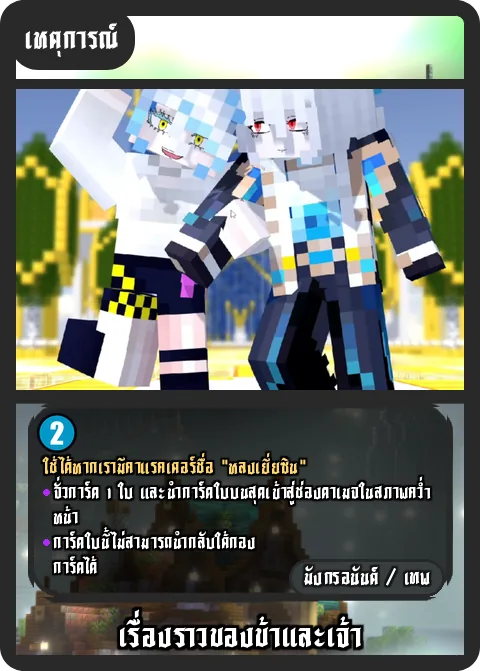 เหตุการณ์
2
ใช้ได้หากเรามีคาแรคเตอร์ชื่อ "หลงเยี่ยซิน"
• จั่วการ์ด 1 ใบ และนำการ์ดใบบนสุดเข้าสู่ช่องดาเมจในสภาพคว่ำ
หน้า
• การ์ดใบนี้ไม่สามารถนำกลับใต้กอง
การ์ดได้
มังกรอนันต์ / เทพ
เรื่องราวของข้าและเจ้า